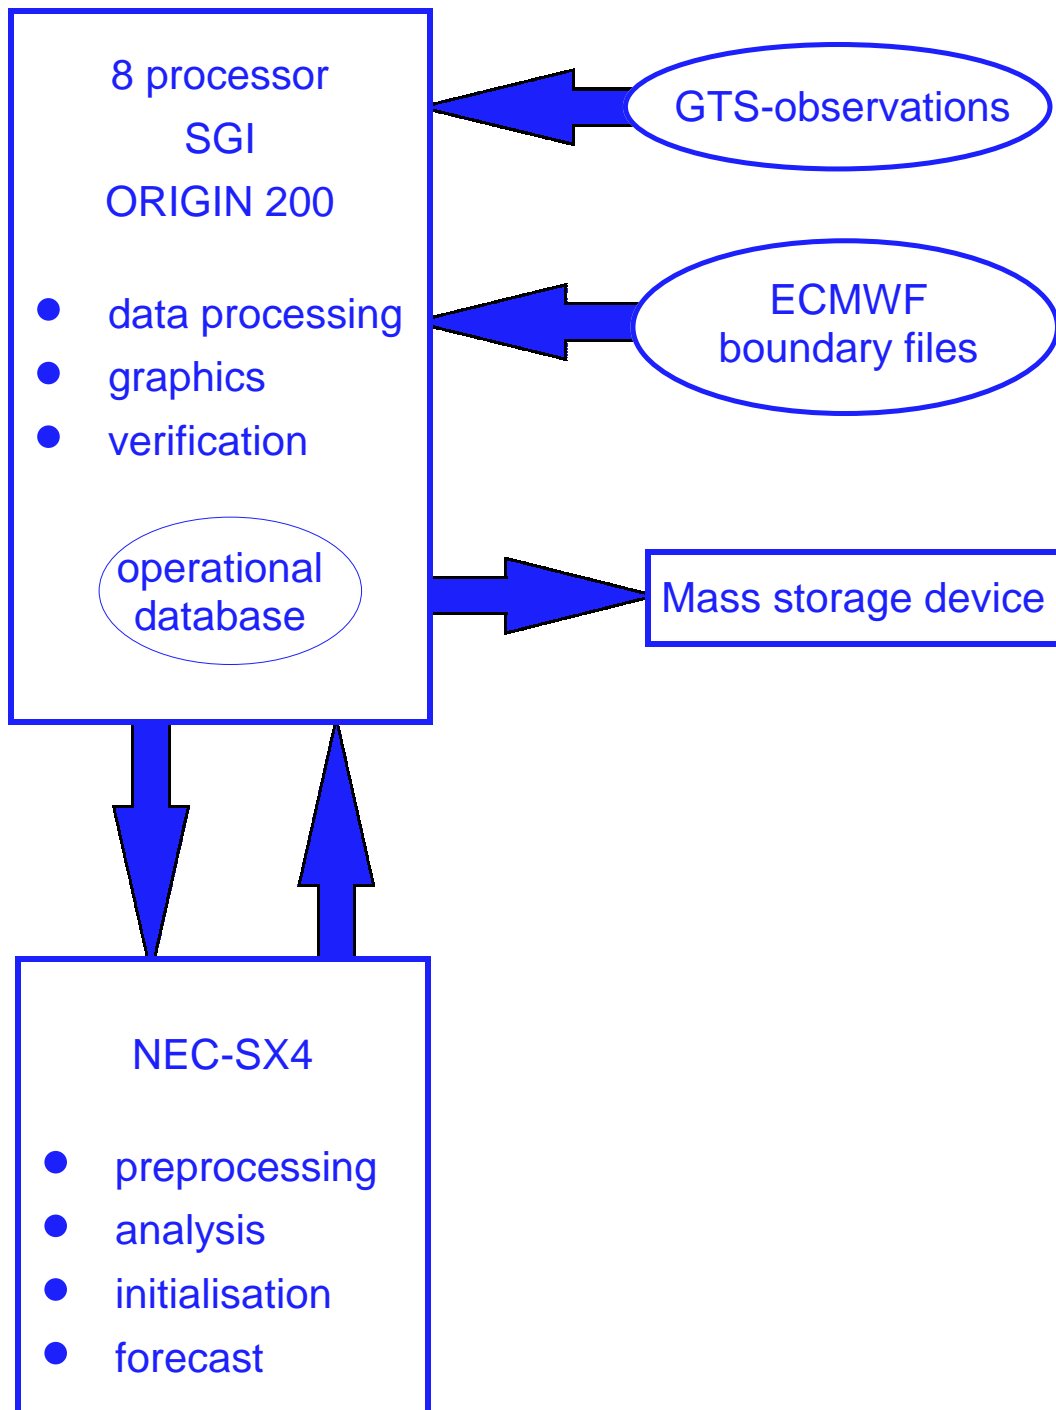 8 processor
SGI
ORIGIN 200
● data processing
● graphics
● verification
operational
database
GTS-observations
ECMWF
boundary files
Mass storage device
NEC-SX4
● preprocessing
● analysis
● initialisation
● forecast